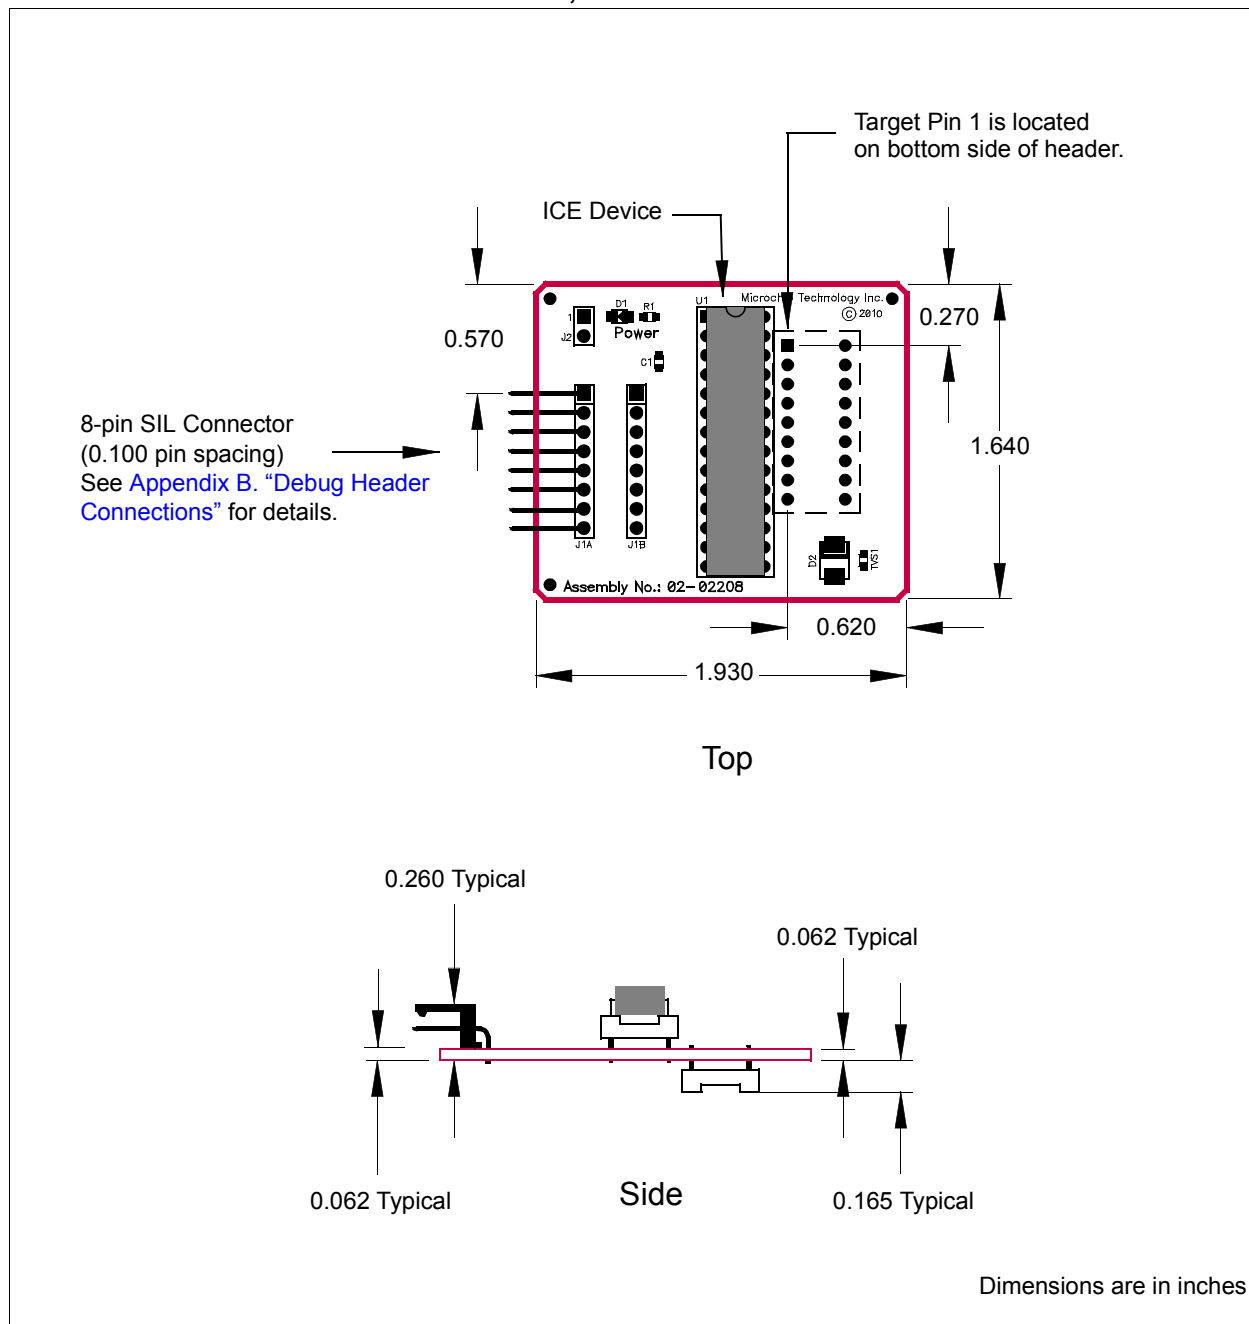 Target Pin 1 is located
on bottom side of header.
ICE Device
U1
Microchip Technology Inc.
© 2010
D1
R1
1
J2
Power
C1
0.570
0.270
8-pin SIL Connector
(0.100 pin spacing)
See Appendix B. “Debug Header
Connections” for details.
1.640
J1A
J1B
D2
TVS1
Assembly No.: 02-02208
0.620
1.930
Top
0.260 Typical
0.062 Typical
0.062 Typical
Side
0.165 Typical
Dimensions are in inches